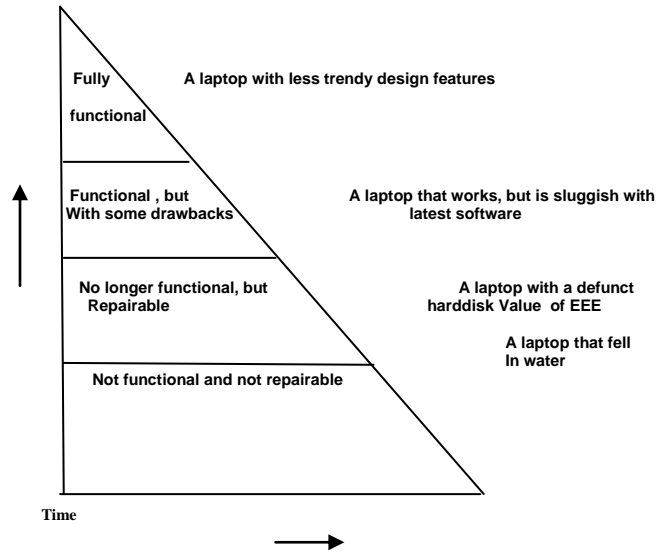 Fully
functional
A laptop with less trendy design features
Functional , but
With some drawbacks
A laptop that works, but is sluggish with
latest software
No longer functional, but
Repairable
A laptop with a defunct
harddisk Value of EEE
A laptop that fell
In water
Not functional and not repairable
Time